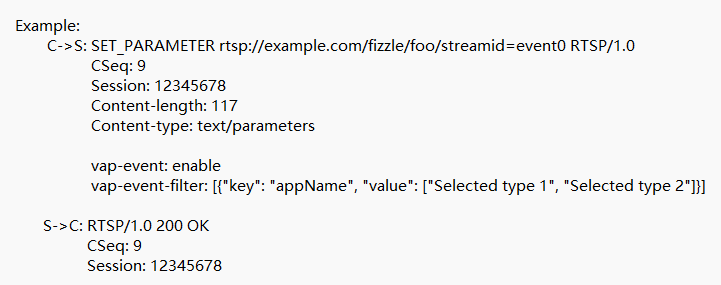 Example:
C->S: SET_PARAMETER rtsp://example.com/fizzle/foo/streamid=event0 RTSP/1.0
CSeq: 9
Session: 12345678
Content-length: 117
Content-type: text/parameters
vap-event: enable
vap-event-filter: [{"key": "appName", "value": ["Selected type 1", "Selected type 2"]}]
S->C: RTSP/1.0 200 OK
CSeq: 9
Session: 12345678